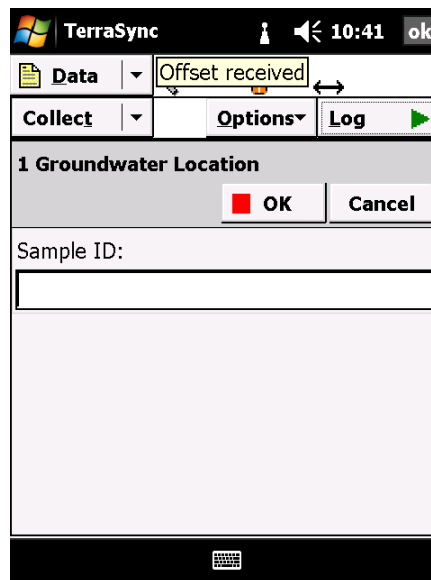 TerraSync 10:41 ok
Data Offset received
Collect Options Log
1 Groundwater Location
OK Cancel
Sample ID: